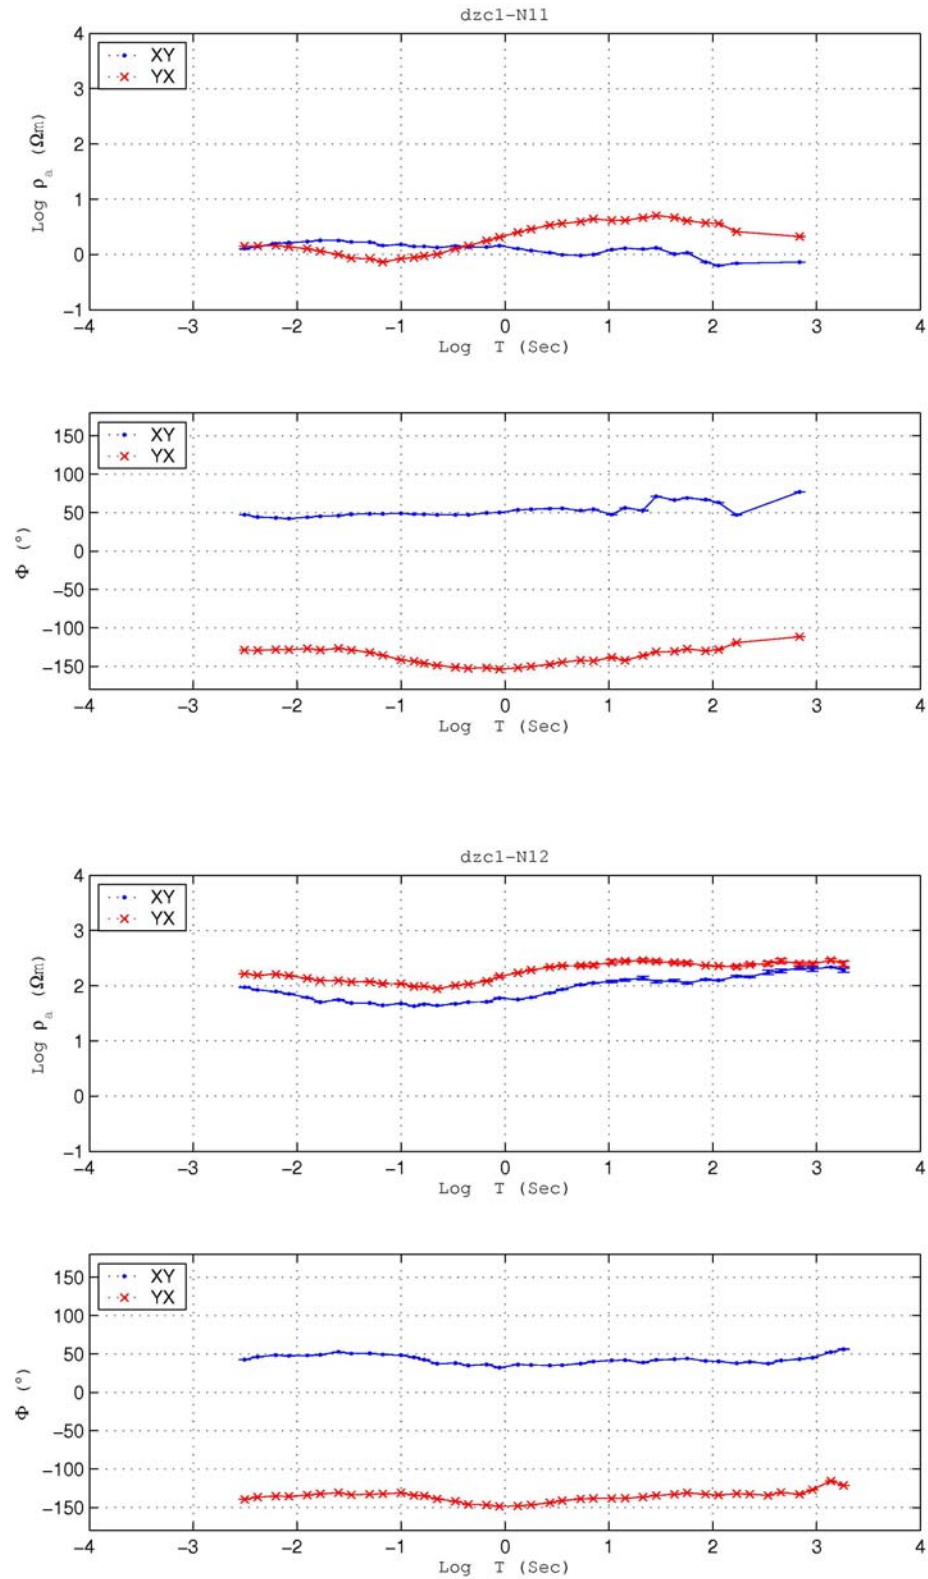 dzc1-N11
4
XY
YX
3
2
1
0
-1
Log ρa (Ωm)
-4 -3 -2 -1 0 1 2 3 4
Log T (Sec)
XY
YX
150
100
50
0
-50
-100
-150
Φ (°)
-4 -3 -2 -1 0 1 2 3 4
Log T (Sec)
dzc1-N12
4
XY
YX
3
2
1
0
-1
Log ρa (Ωm)
-4 -3 -2 -1 0 1 2 3 4
Log T (Sec)
XY
YX
150
100
50
0
-50
-100
-150
Φ (°)
-4 -3 -2 -1 0 1 2 3 4
Log T (Sec)